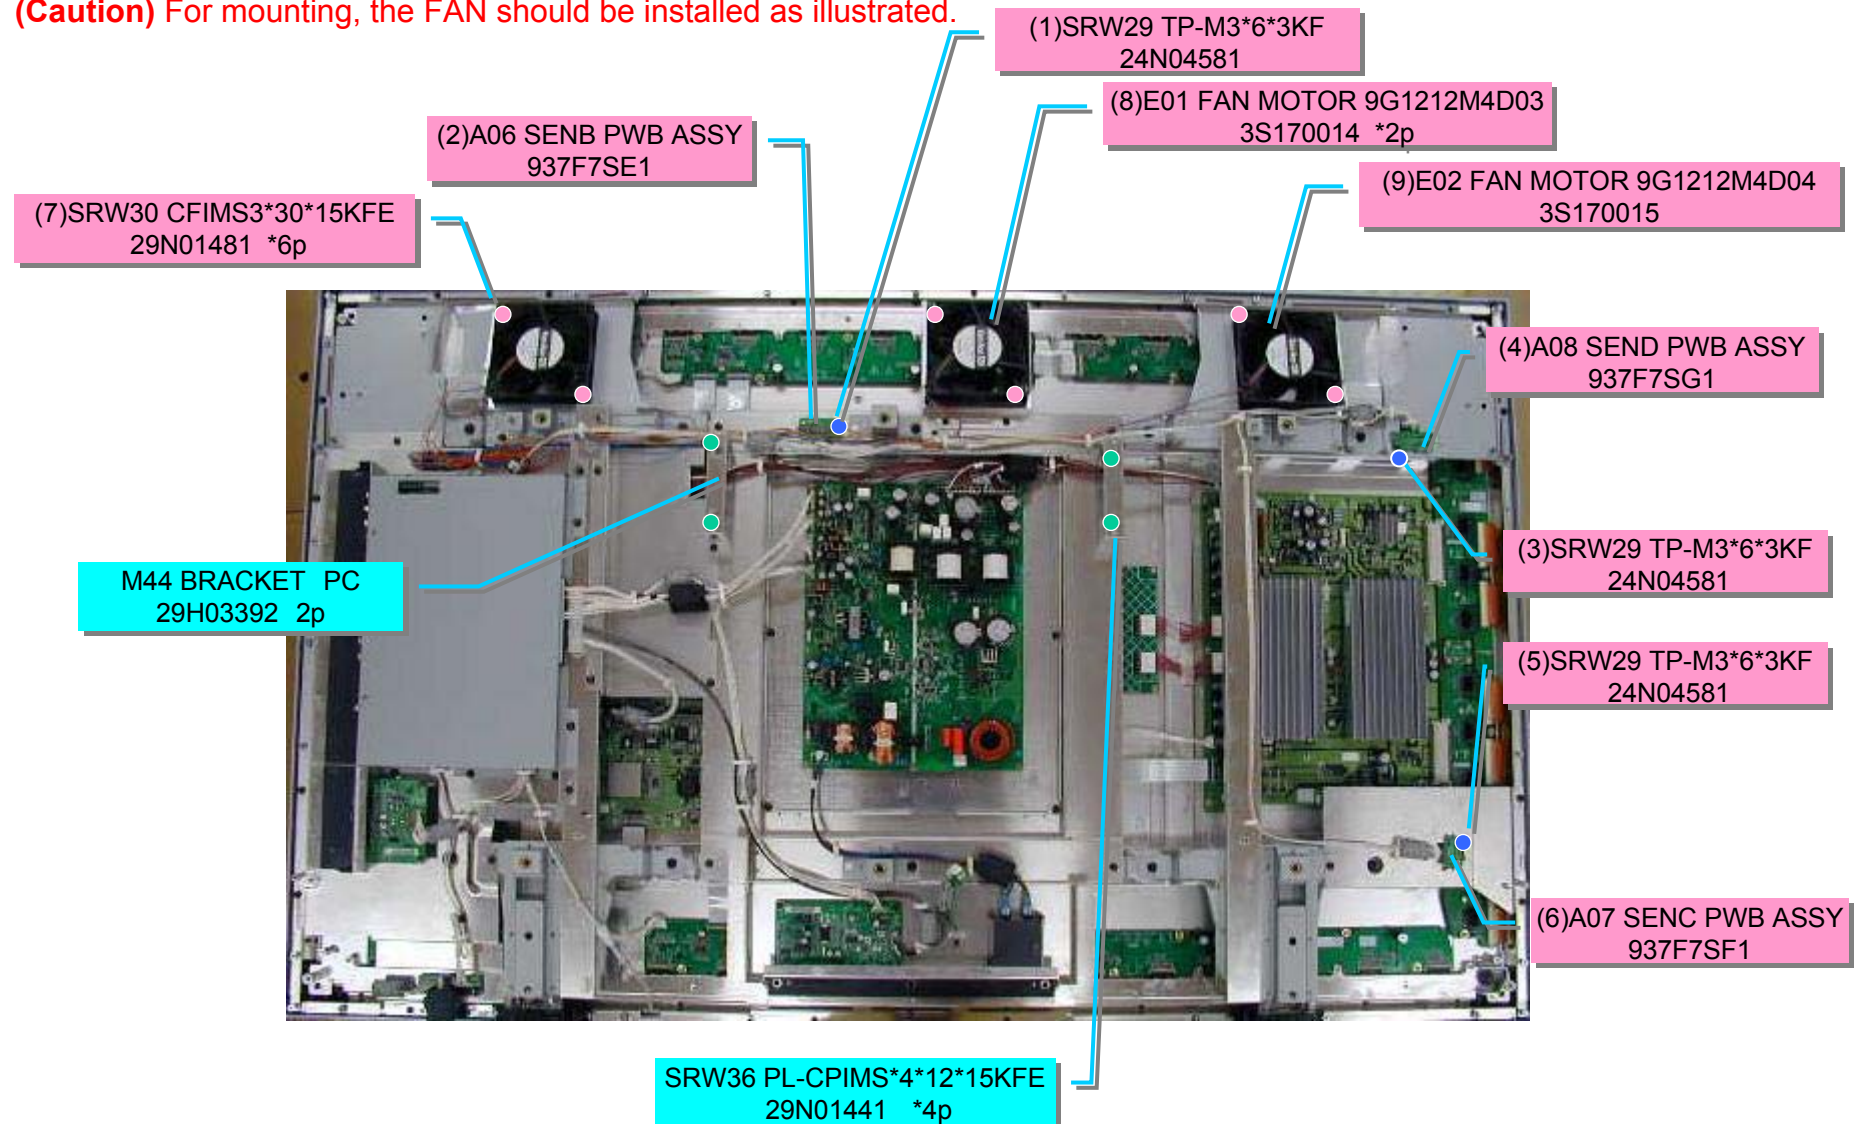 (Caution) For mounting, the FAN should be installed as illustrated.
(1)SRW29 TP-M3*6*3KF
24N04581
(8)E01 FAN MOTOR 9G1212M4D03
3S170014 *2p
(2)A06 SENB PWB ASSY
937F7SE1
(9)E02 FAN MOTOR 9G1212M4D04
3S170015
(7)SRW30 CFIMS3*30*15KFE
29N01481 *6p
(4)A08 SEND PWB ASSY
937F7SG1
(3)SRW29 TP-M3*6*3KF
24N04581
M44 BRACKET PC
29H03392 2p
(5)SRW29 TP-M3*6*3KF
24N04581
(6)A07 SENC PWB ASSY
937F7SF1
SRW36 PL-CPIMS*4*12*15KFE
29N01441 *4p